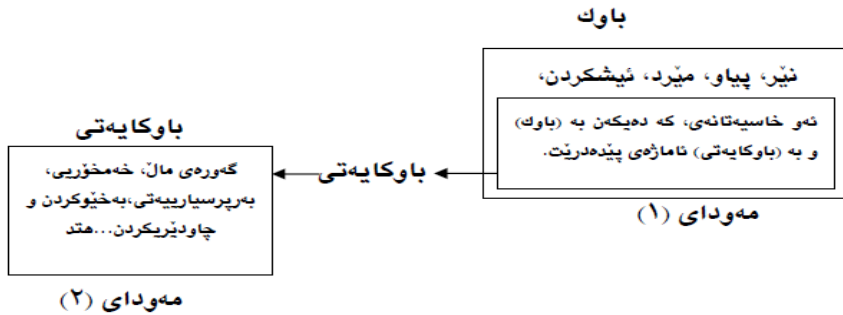 باوك
نێر، پیاو، مێرد، ئیشکردن،
ئەو خاسیەتانەی، کە دەیکەن بە (باوك)
و بە (باوکایەتی) ئاماژەی پێدەدرێت.
مەودای (١)
باوکایەتی
باوکایەتی
گەورەی ماڵ، خەمخۆریی،
بەرپرسیارییەتی،بەخێوکردن و
چاودێریکردن...هتد
مەودای (٢)